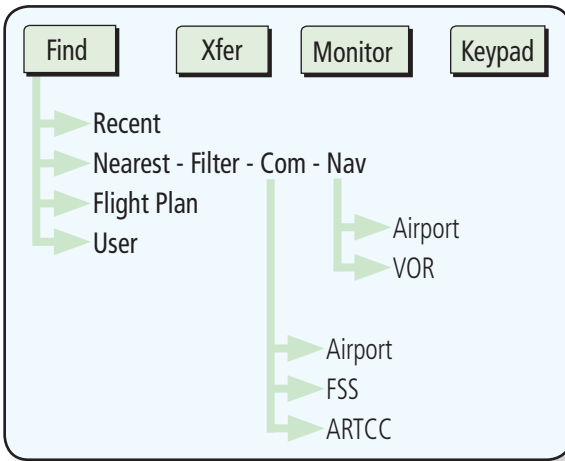 Find Xfer Monitor Keypad
Recent
Nearest - Filter - Com - Nav
Flight Plan
User
Airport
VOR
Airport
FSS
ARTCC